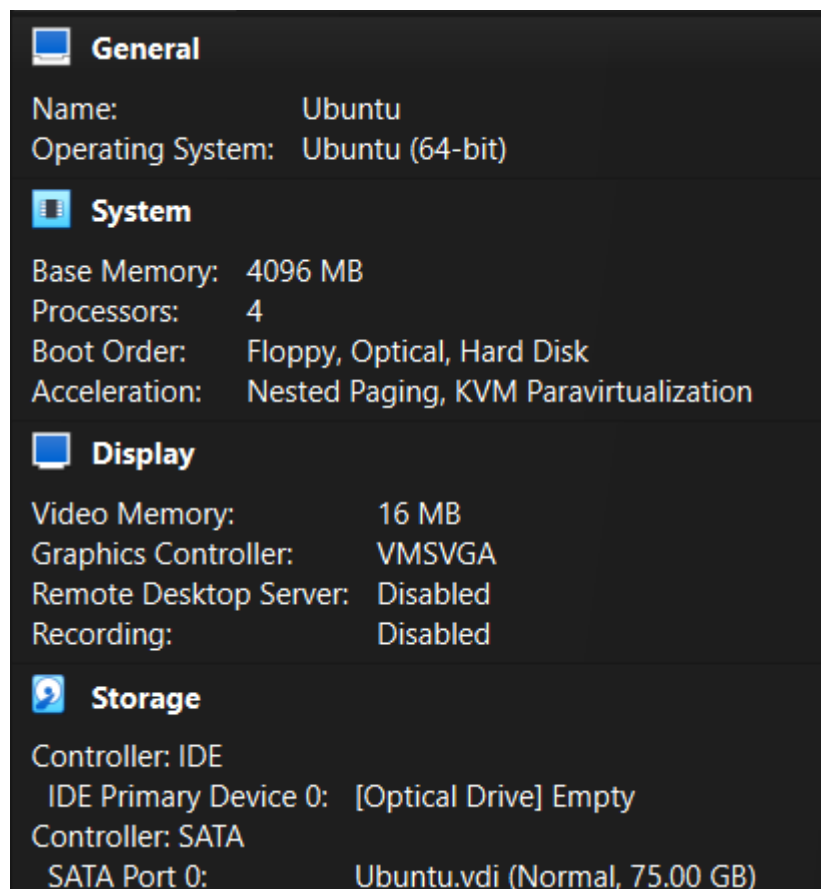 General
Name: Ubuntu
Operating System: Ubuntu (64-bit)
System
Base Memory: 4096 MB
Processors: 4
Boot Order: Floppy, Optical, Hard Disk
Acceleration: Nested Paging, KVM Paravirtualization
Display
Video Memory: 16 MB
Graphics Controller: VMSVGA
Remote Desktop Server: Disabled
Recording: Disabled
Storage
Controller: IDE
IDE Primary Device 0: [Optical Drive] Empty
Controller: SATA
SATA Port 0: Ubuntu.vdi (Normal, 75.00 GB)